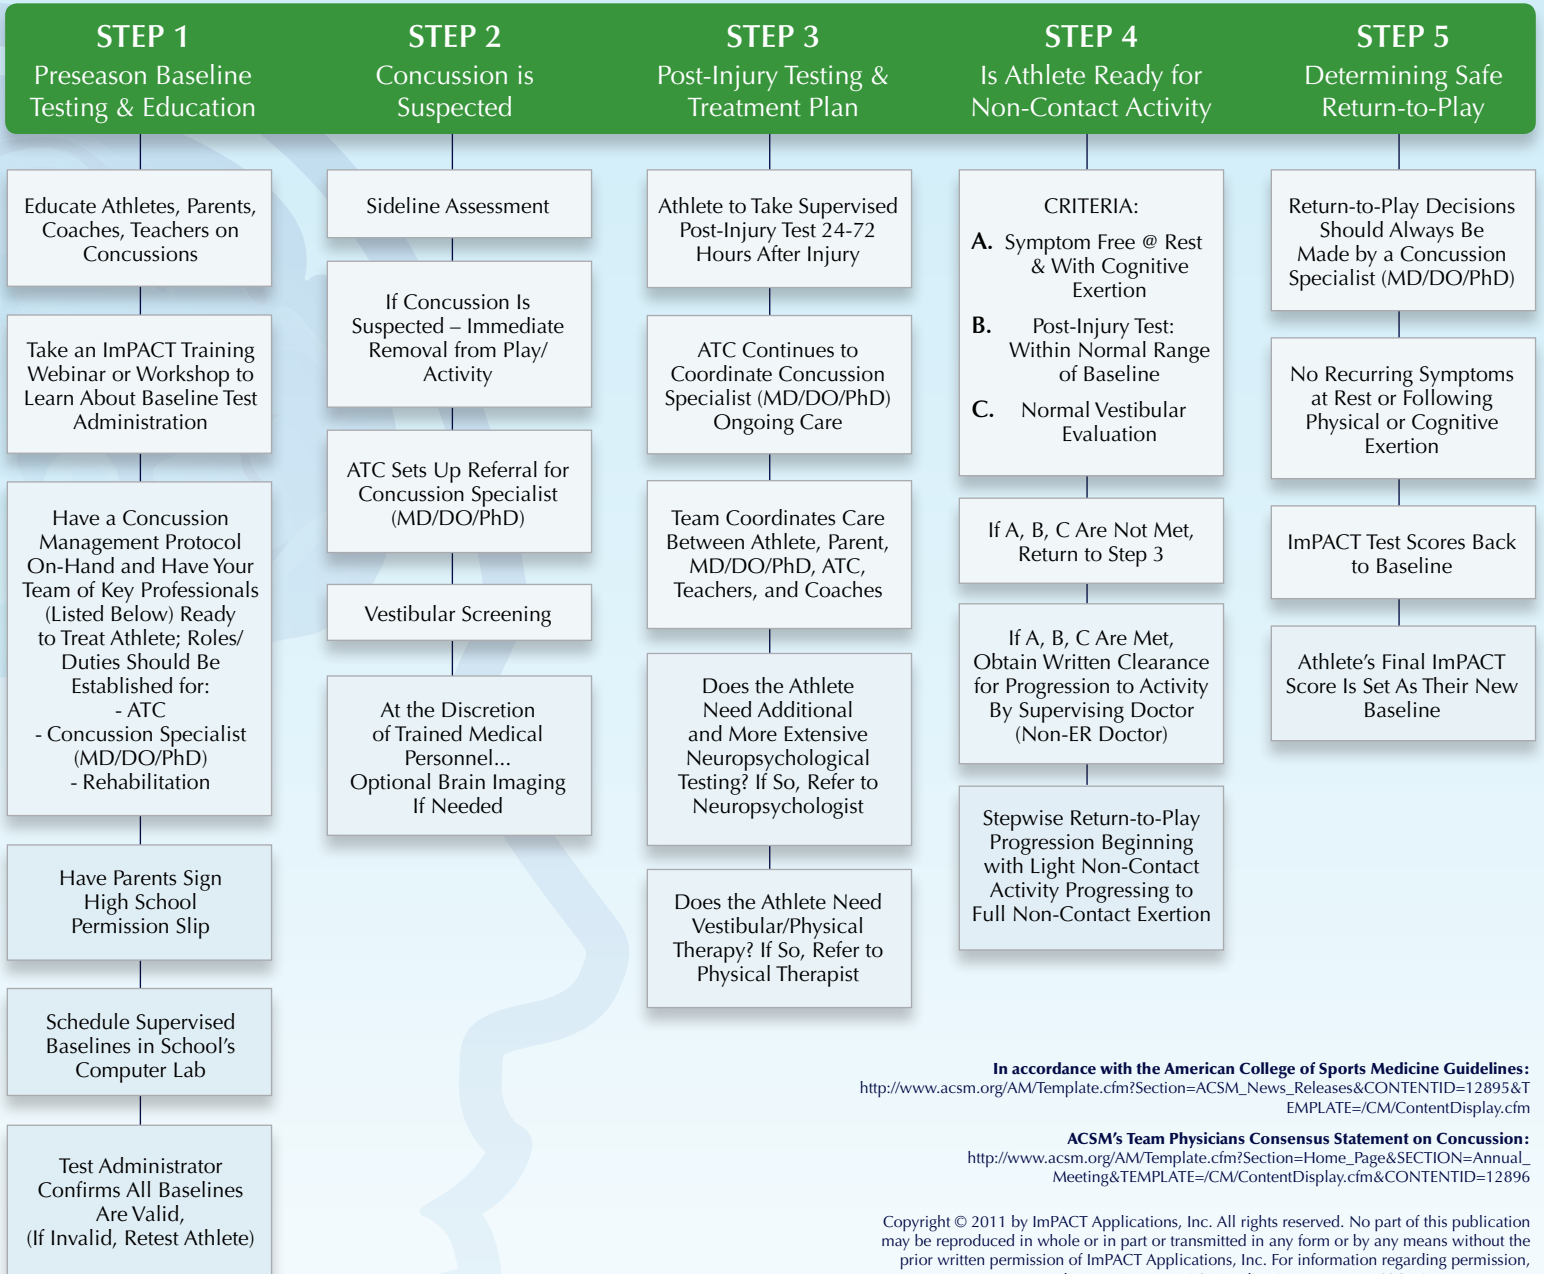 STEP 1
Preseason Baseline
Testing & Education
Educate Athletes, Parents,
Coaches, Teachers on
Concussions
Take an ImPACT Training
Webinar or Workshop to
Learn About Baseline Test
Administration
Have a Concussion
Management Protocol
On-Hand and Have Your
Team of Key Professionals
(Listed Below) Ready
to Treat Athlete; Roles/
Duties Should Be
Established for:
- ATC
- Concussion Specialist
(MD/DO/PhD)
- Rehabilitation
Have Parents Sign
High School
Permission Slip
Schedule Supervised
Baselines in School's
Computer Lab
Test Administrator
Confirms All Baselines
Are Valid,
(If Invalid, Retest Athlete)
STEP 2
Concussion is
Suspected
Sideline Assessment
If Concussion Is
Suspected – Immediate
Removal from Play/
Activity
ATC Sets Up Referral for
Concussion Specialist
(MD/DO/PhD)
Vestibular Screening
At the Discretion
of Trained Medical
Personnel...
Optional Brain Imaging
If Needed
STEP 3
Post-Injury Testing &
Treatment Plan
Athlete to Take Supervised
Post-Injury Test 24-72
Hours After Injury
ATC Continues to
Coordinate Concussion
Specialist (MD/DO/PhD)
Ongoing Care
Team Coordinates Care
Between Athlete, Parent,
MD/DO/PhD, ATC,
Teachers, and Coaches
Does the Athlete
Need Additional
and More Extensive
Neuropsychological
Testing? If So, Refer to
Neuropsychologist
Does the Athlete Need
Vestibular/Physical
Therapy? If So, Refer to
Physical Therapist
STEP 4
Is Athlete Ready for
Non-Contact Activity
CRITERIA:
A. Symptom Free @ Rest
& With Cognitive
Exertion
B. Post-Injury Test:
Within Normal Range
of Baseline
C. Normal Vestibular
Evaluation
If A, B, C Are Not Met,
Return to Step 3
If A, B, C Are Met,
Obtain Written Clearance
for Progression to Activity
By Supervising Doctor
(Non-ER Doctor)
Stepwise Return-to-Play
Progression Beginning
with Light Non-Contact
Activity Progressing to
Full Non-Contact Exertion
STEP 5
Determining Safe
Return-to-Play
Return-to-Play Decisions
Should Always Be
Made by a Concussion
Specialist (MD/DO/PhD)
No Recurring Symptoms
at Rest or Following
Physical or Cognitive
Exertion
ImPACT Test Scores Back
to Baseline
Athlete's Final ImPACT
Score Is Set As Their New
Baseline
In accordance with the American College of Sports Medicine Guidelines:
http://www.acsm.org/AM/Template.cfm?Section=ACSM_News_Releases&CONTENTID=12895&T
EMPLATE=/CM/ContentDisplay.cfm
ACSM's Team Physicians Consensus Statement on Concussion:
http://www.acsm.org/AM/Template.cfm?Section=Home_Page&SECTION=Annual_
Meeting&TEMPLATE=/CM/ContentDisplay.cfm&CONTENTID=12896
Copyright © 2011 by ImPACT Applications, Inc. All rights reserved. No part of this publication
may be reproduced in whole or in part or transmitted in any form or by any means without the
prior written permission of ImPACT Applications, Inc. For information regarding permission,